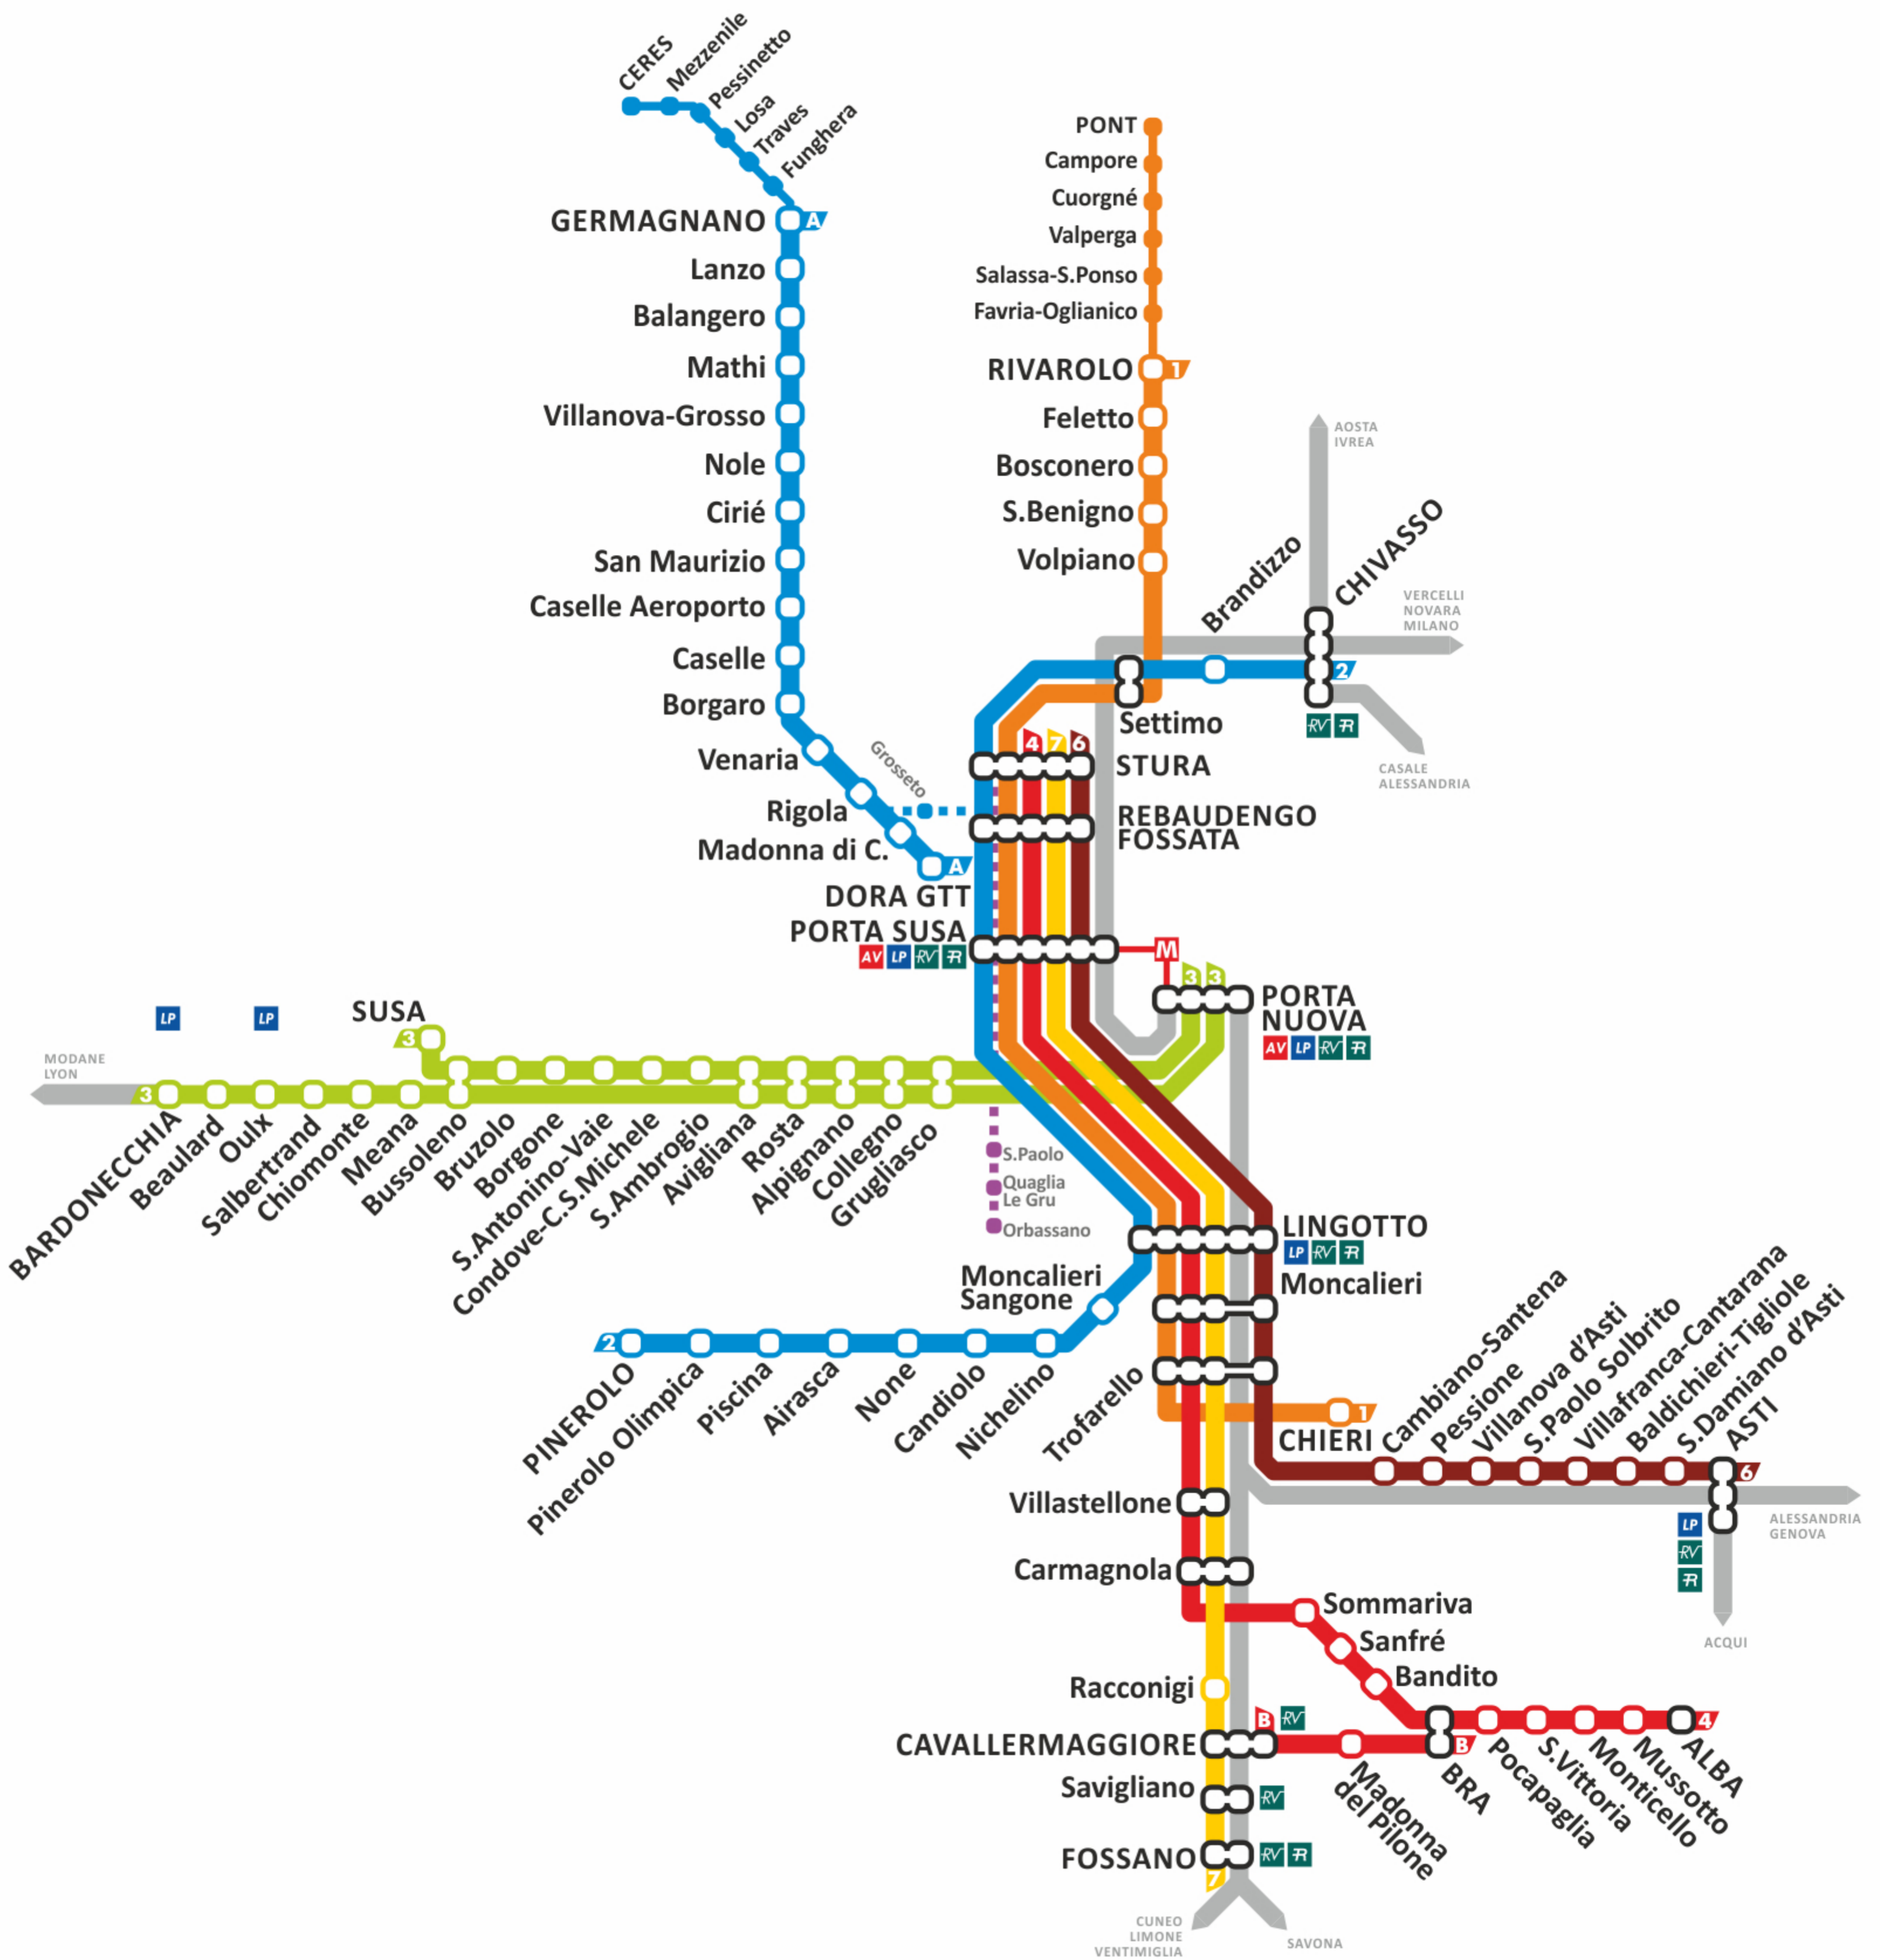 CERES
Mezzenile
Pessinetto
Losa
Traves
Funghera
GERMAGNANO
A
Lanzo
Balangero
Mathi
Villanova-Grosso
Nole
Cirié
San Maurizio
Caselle Aeroporto
Caselle
Borgaro
Venaria
Rigola
Madonna di C.
A
DORA GTT
Grosseto
PONT
Campore
Cuorgné
Valperga
Salassa-S.Ponso
Favria-Oglianico
RIVAROLO
1
Feletto
Bosconero
S.Benigno
Volpiano
AOSTA
IVREA
Brandizzo
CHIVASSO
VERCELLI
NOVARA
MILANO
2
RV R
CASALE
ALESSANDRIA
Settimo
4 7 6
STURA
REBAUDENGO
FOSSATA
PORTA SUSA
AV LP RV R
M
3 3
PORTA
NUOVA
AV LP RV R
LP
LP
SUSA
3
MODANE
LYON
3
BARDONECCHIA
Beaulard
Oulx
Salbertrand
Chiomonte
Meana
Bussoleno
Bruzolo
Borgone
S.Antonino-Vaie
Condove-C.S.Michele
S.Ambrogio
Avigliana
Rosta
Alpignano
Collegno
Grugliasco
S.Paolo
Quaglia
Le Gru
Orbassano
LINGOTTO
LP RV R
Moncalieri
Sangone
Moncalieri
2
PINEROLO
Pinerolo Olimpica
Piscina
Airasca
None
Candiolo
Nichelino
Trofarello
1
CHIERI
Cambiano-Santena
Pessione
Villanova d'Asti
S.Paolo Solbrito
Villafranca-Cantarana
Baldichieri-Tigliole
S.Damiano d'Asti
ASTI
6
LP
RV
R
ALESSANDRIA
GENOVA
ACQUI
Villastellone
Carmagnola
Sommariva
Sanfré
Bandito
Racconigi
B RV
CAVALLERMAGGIORE
4
B
Madonna
del Pilone
BRA
Pocapaglia
S.Vittoria
Monticello
Mussotto
ALBA
Savigliano
RV
FOSSANO
RV R
7
CUNEO
LIMONE
VENTIMIGLIA
SAVONA